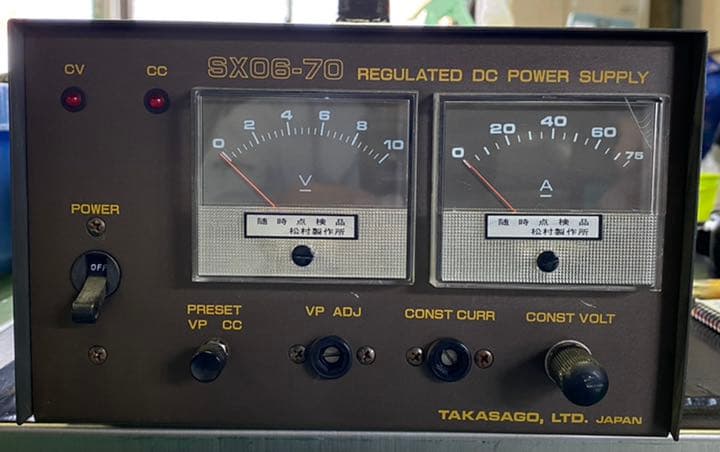 SX06-70 REGULATED DC POWER SUPPLY
CV CC
0 2 4 6 8 10
V
随時点検品
松村製作所
0 20 40 60 75
A
随時点検品
松村製作所
POWER
OFF
PRESET
VP CC
VP ADJ
CONST CURR
CONST VOLT
TAKASAGO, LTD. JAPAN